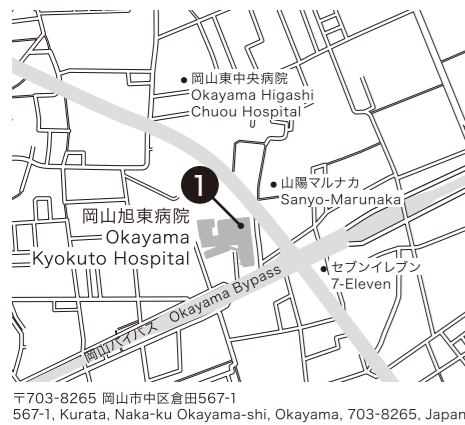 岡山東中央病院
Okayama Higashi
Chuou Hospital
1
山陽マルナカ
Sanyo-Marunaka
岡山旭東病院
Okayama
Kyokuto Hospital
セブンイレブン
7-Eleven
岡山バイパス Okayama Bypass
〒703-8265 岡山市中区倉田567-1
567-1, Kurata, Naka-ku Okayama-shi, Okayama, 703-8265, Japan